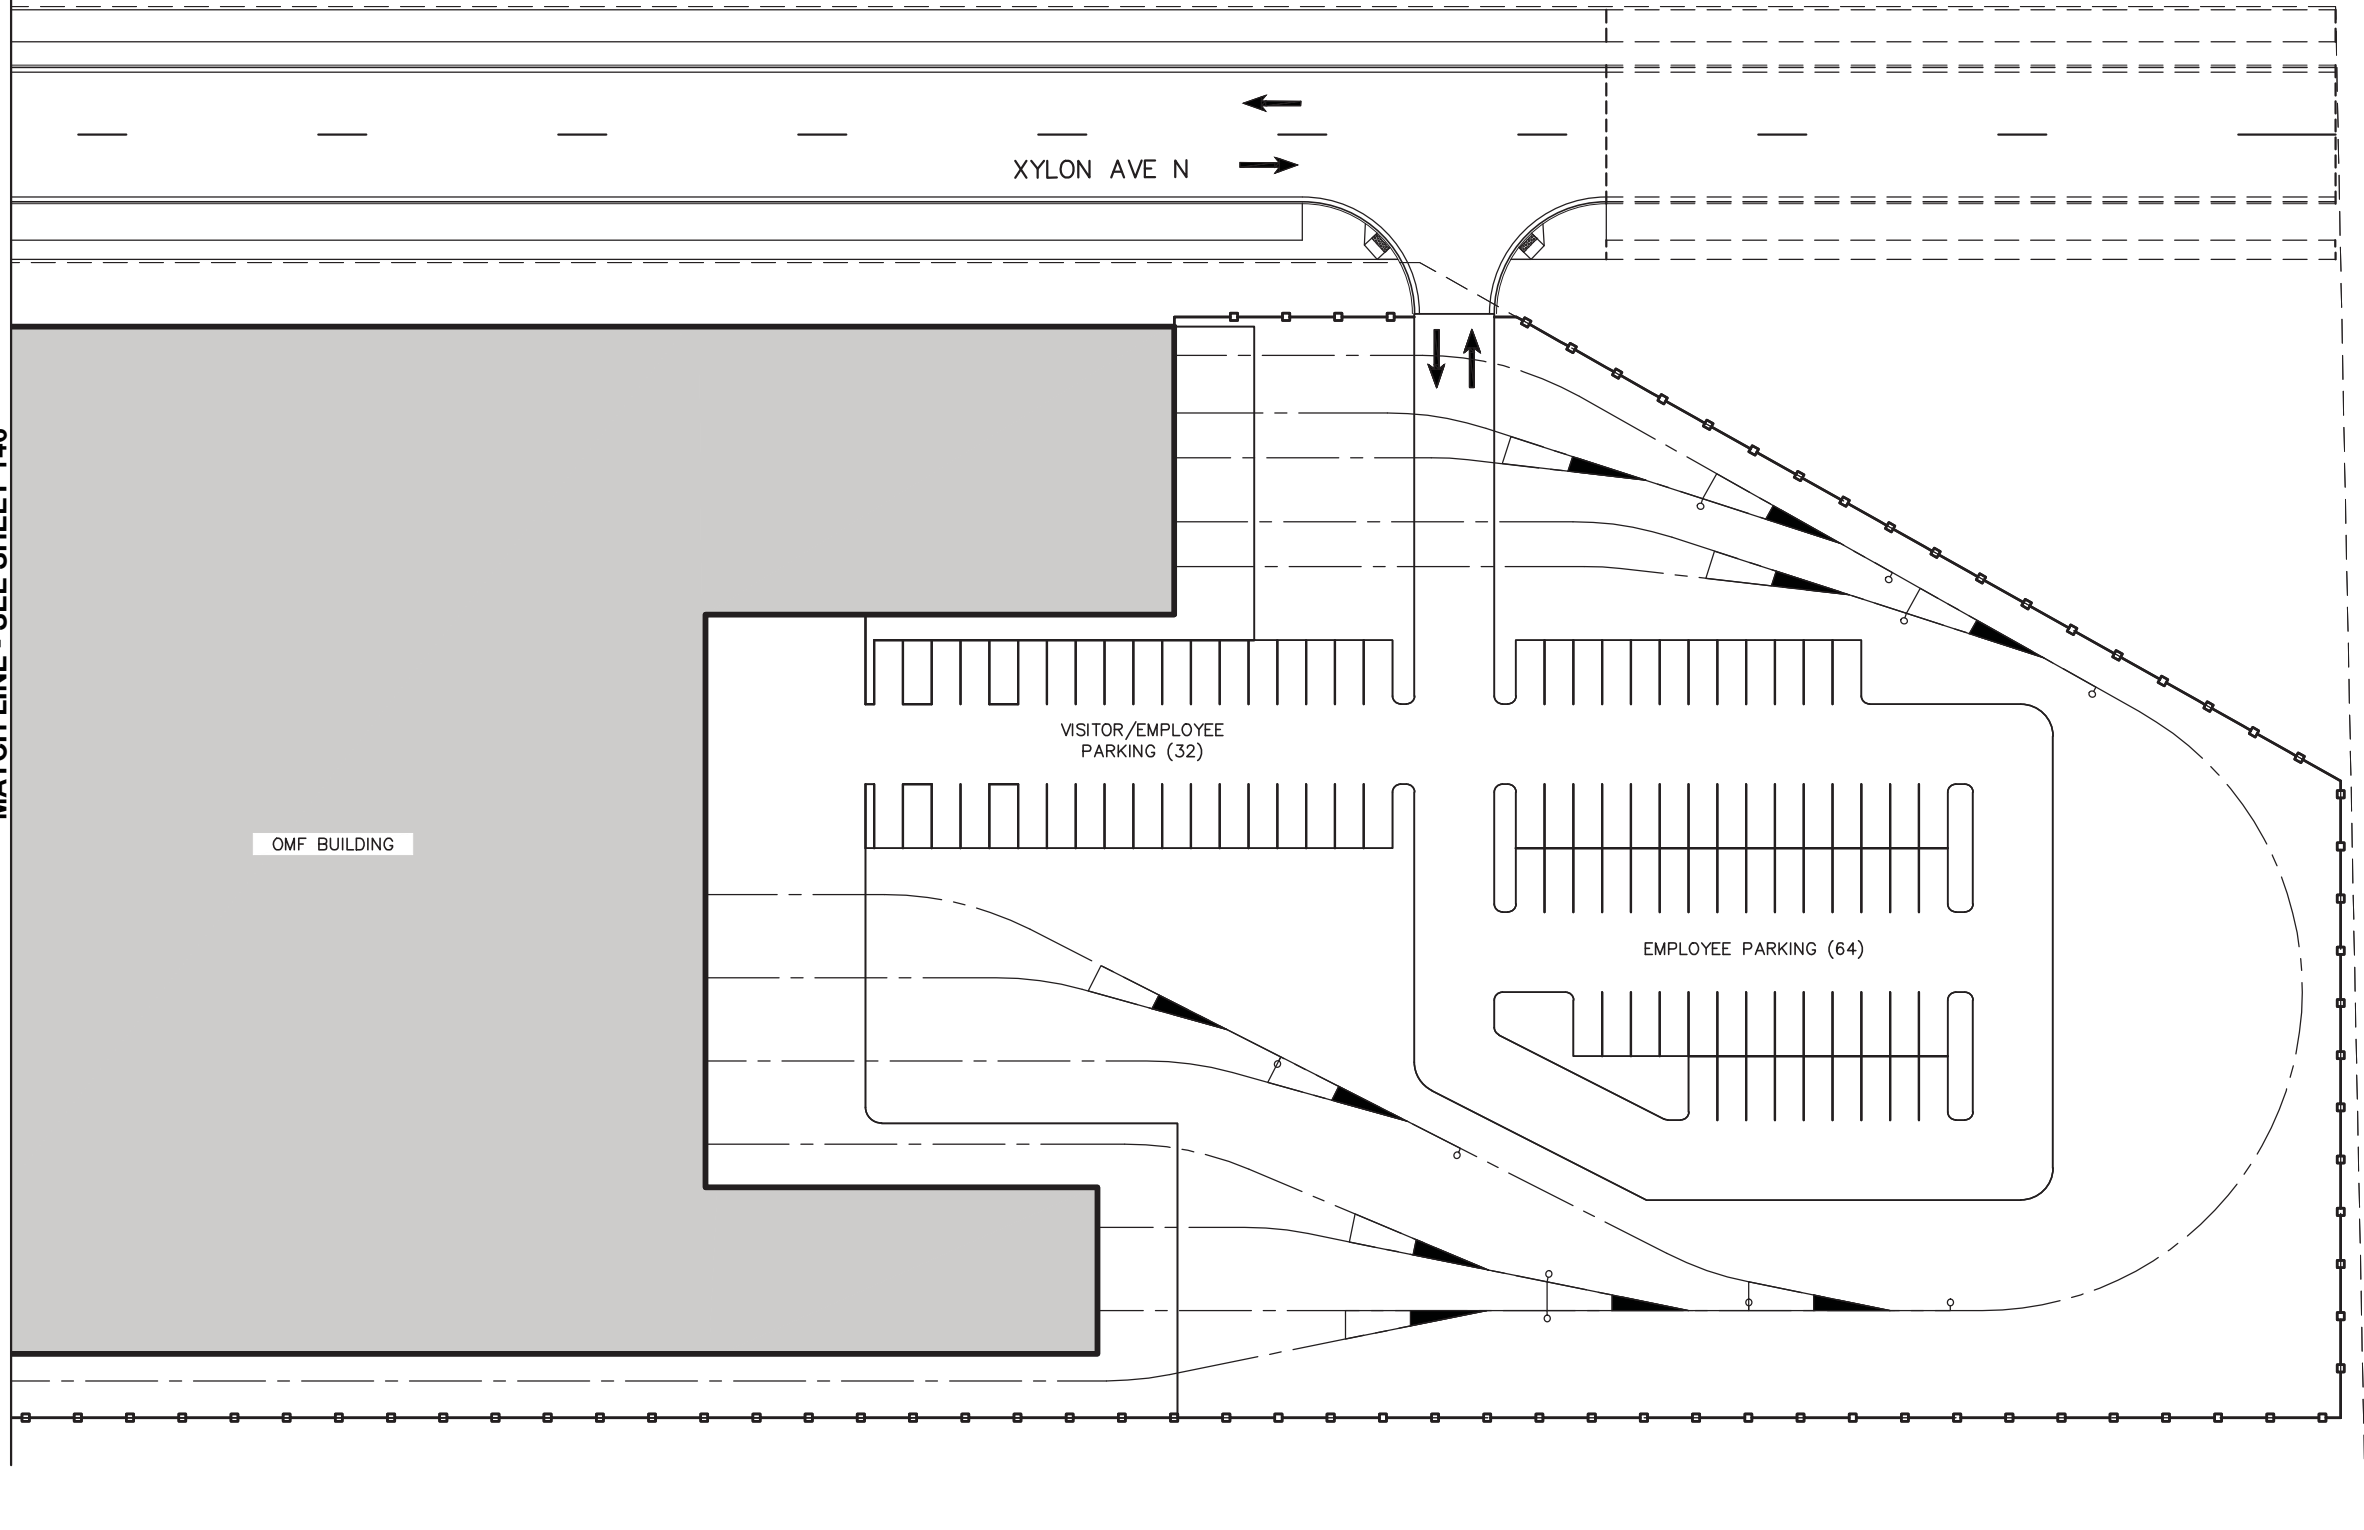 XYLON AVE N
VISITOR/EMPLOYEE
PARKING (32)
OMF BUILDING
EMPLOYEE PARKING (64)